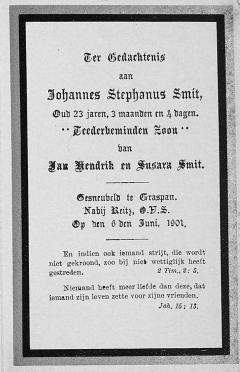 Ter Gedachtenis
aan
Johannes Stephanus Smit,
Oud 23 jaren, 3 maanden en 4 dagen.
"Teederbeminden Zoon"
van
Jan Hendrik en Susara Smit.
Gesneuveld te Graspan.
Nabij Reitz, O.V.S.
Op den 6 den Juni, 1901.
En indien ook iemand strijt, die wordt
niet gekroond, zoo bij niet wettiglijk heeft
gestreden. 2 Tim., 2: 5.
Niemand heeft meer liefde dan deze, dat
iemand zijn leven zette voor zijne vrienden.
Joh, 15; 13.